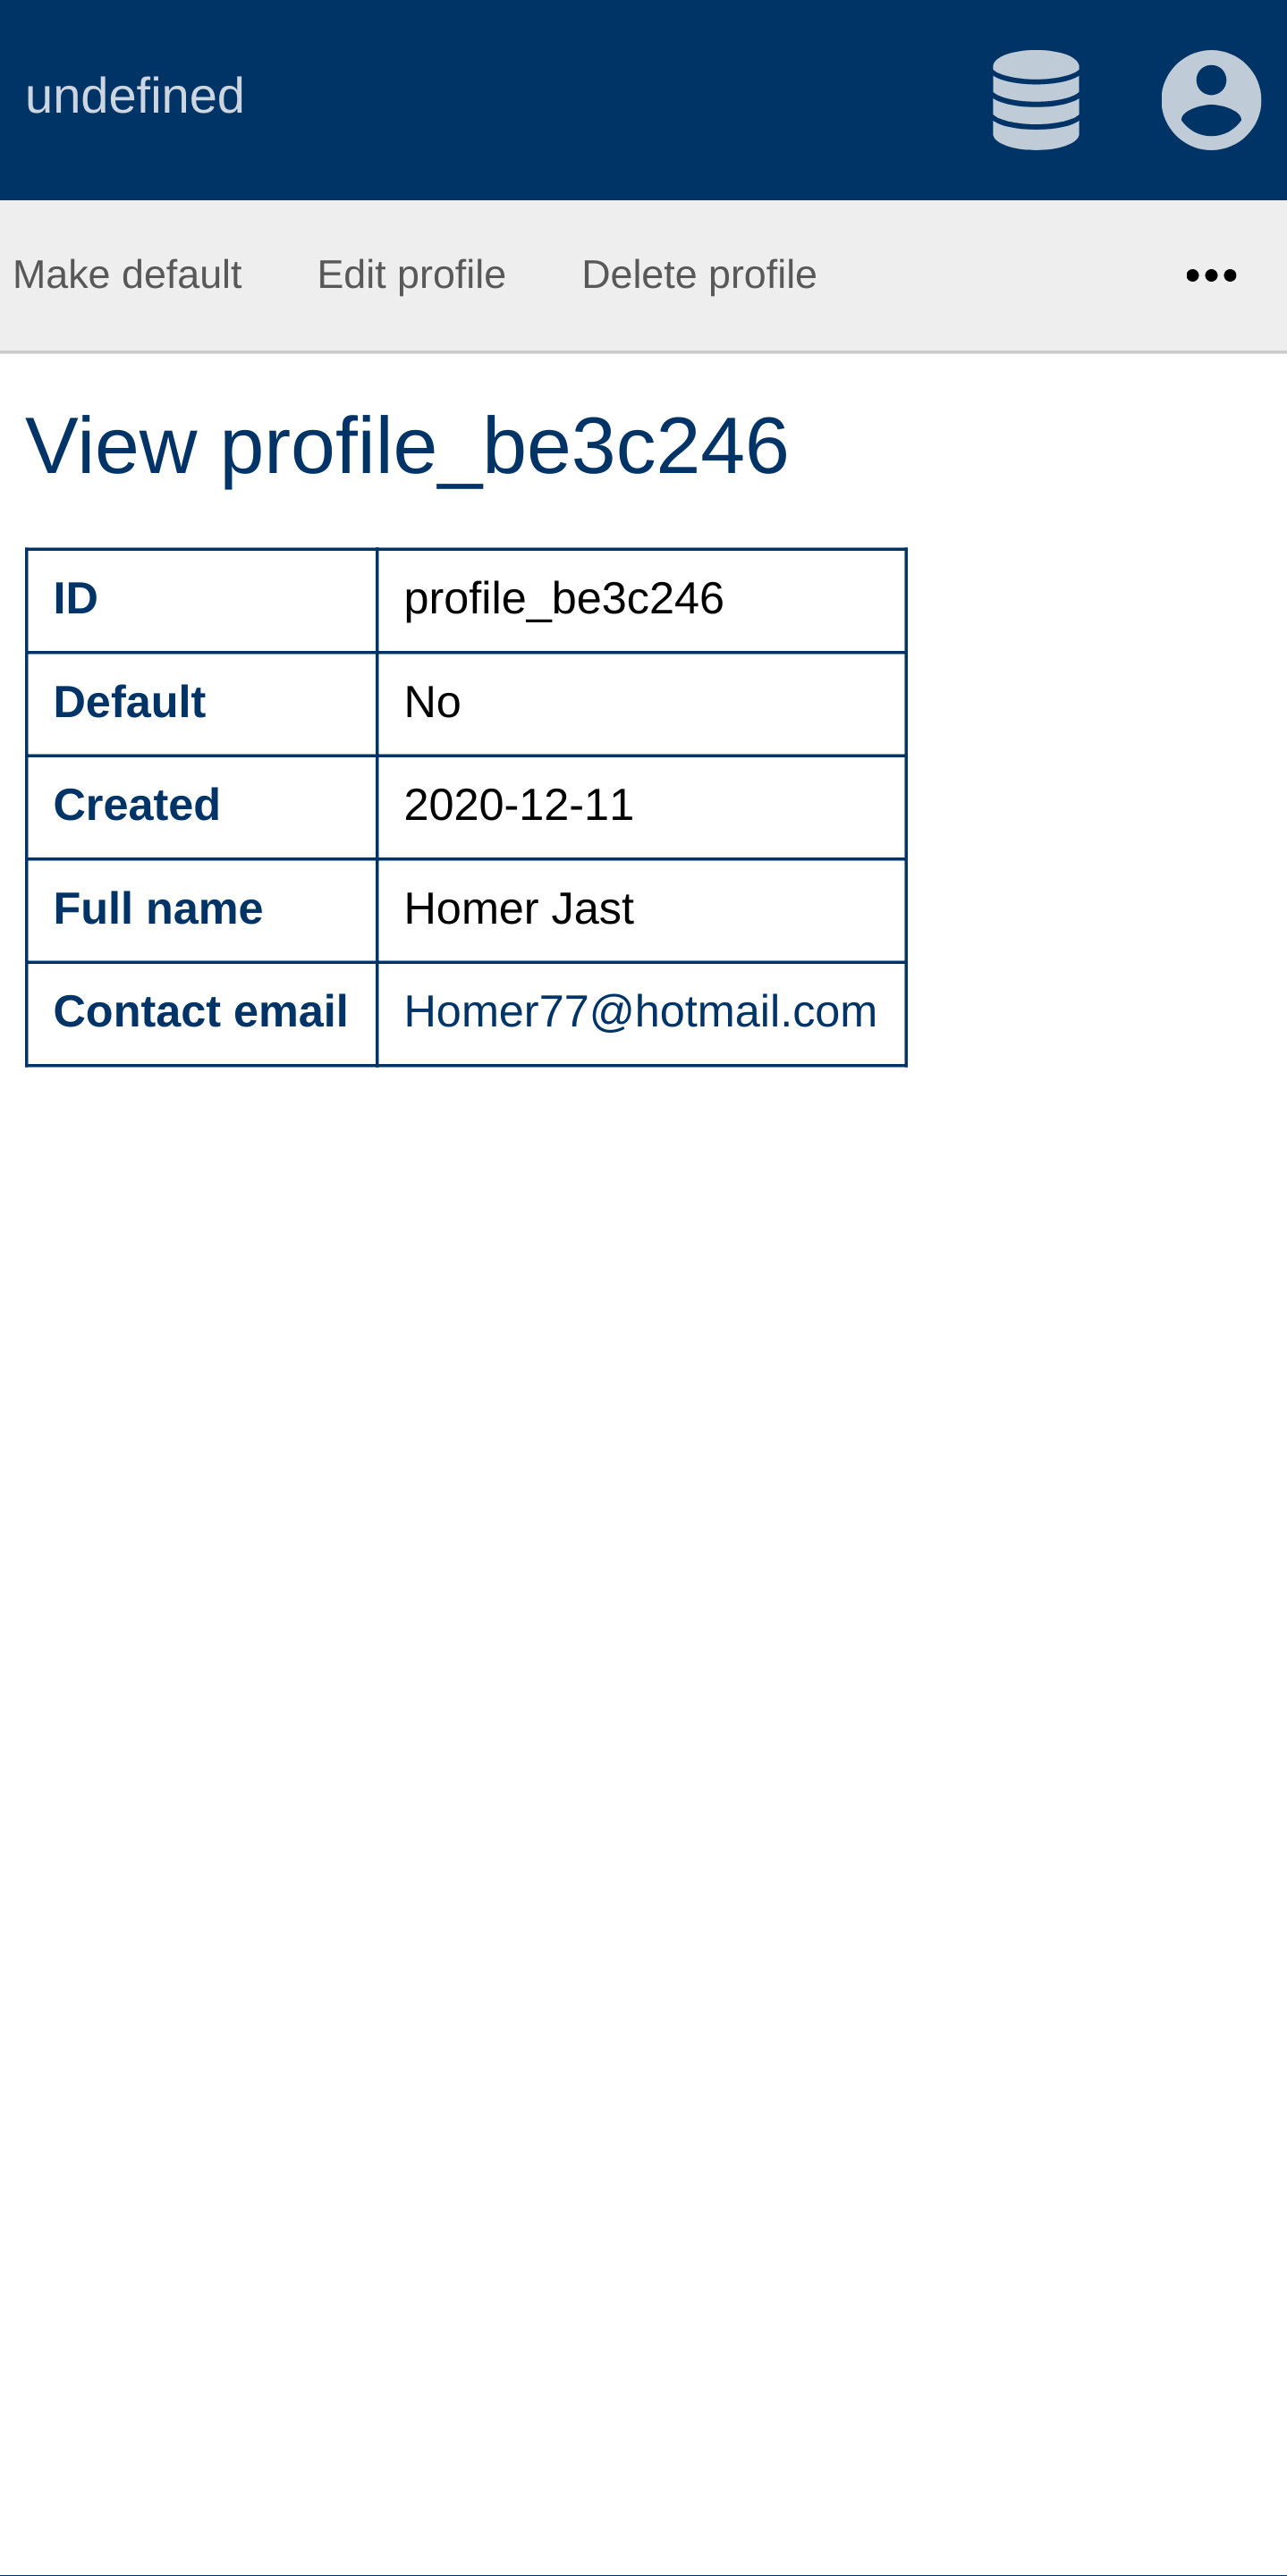 undefined
Make default Edit profile Delete profile
View profile_be3c246
ID profile_be3c246
Default No
Created 2020-12-11
Full name Homer Jast
Contact email Homer77@hotmail.com